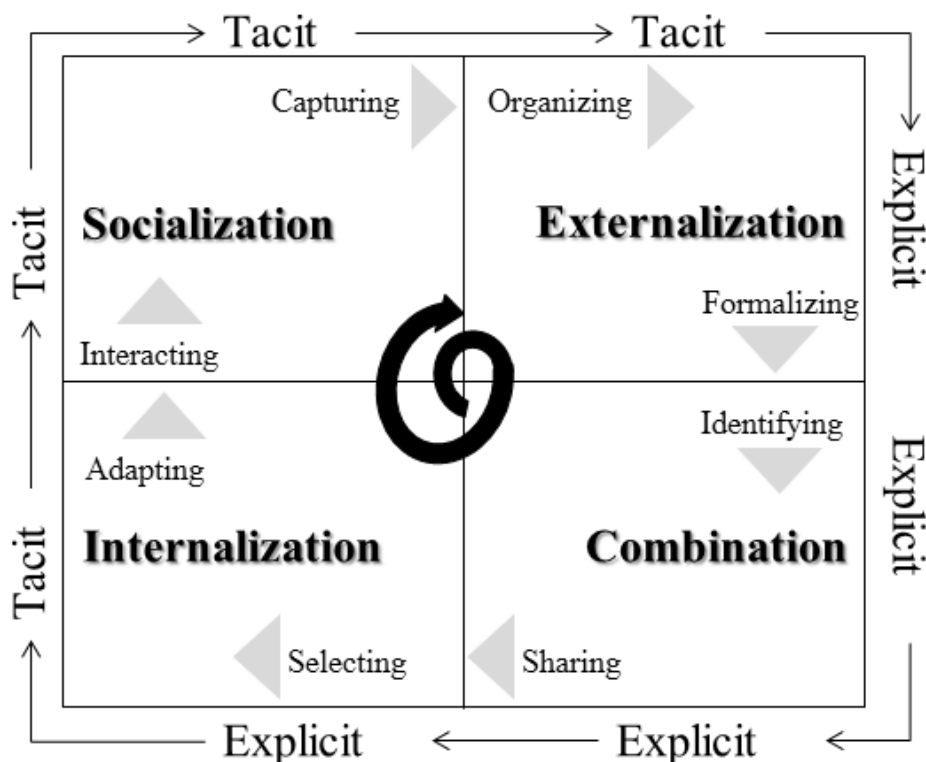 Tacit
Tacit
Capturing
Organizing
Explicit
Tacit
Socialization
Externalization
Formalizing
Interacting
Identifying
Adapting
Explicit
Tacit
Internalization
Combination
Selecting
Sharing
Explicit
Explicit